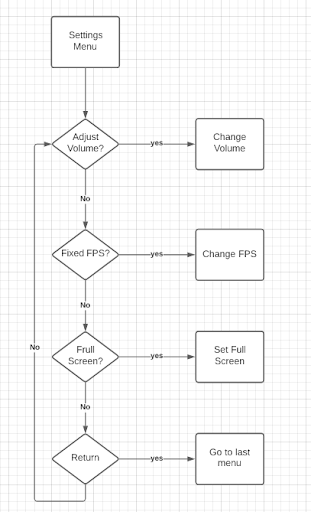 Settings
Menu
Adjust
Volume?
yes
Change
Volume
No
Fixed FPS?
yes
Change FPS
No
Frull
Screen?
yes
Set Full
Screen
No
No
Return
yes
Go to last
menu